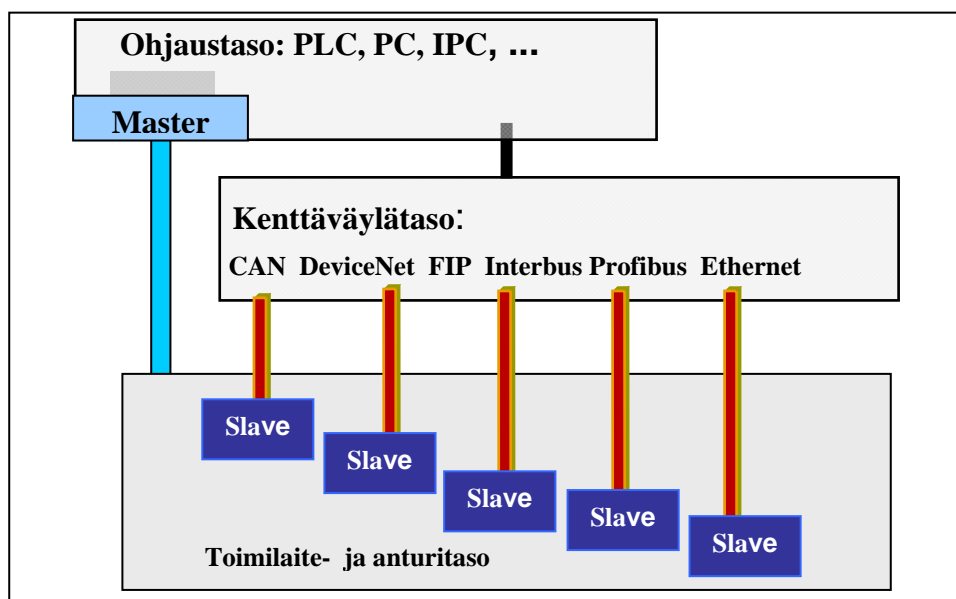 Ohjaustaso: PLC, PC, IPC, ...
Master
Kenttäväylätaso:
CAN DeviceNet FIP Interbus Profibus Ethernet
Slave
Slave
Slave
Slave
Slave
Toimilaite- ja anturitaso